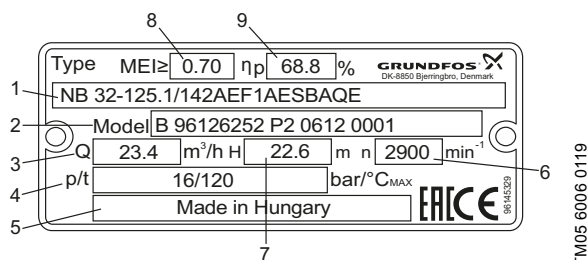 8 9
Type MEI≥ 0.70 ηp 68.8 % GRUNDFOS
DK-8850 Bjerringbro, Denmark
1 NB 32-125.1/142AEF1AESBAQE
2 Model B 96126252 P2 0612 0001
3 Q 23.4 m³/h H 22.6 m n 2900 min⁻¹ 6
4 p/t 16/120 bar/°CMAX
5 Made in Hungary EAC CE 96145329
7
TM05 6006 0119